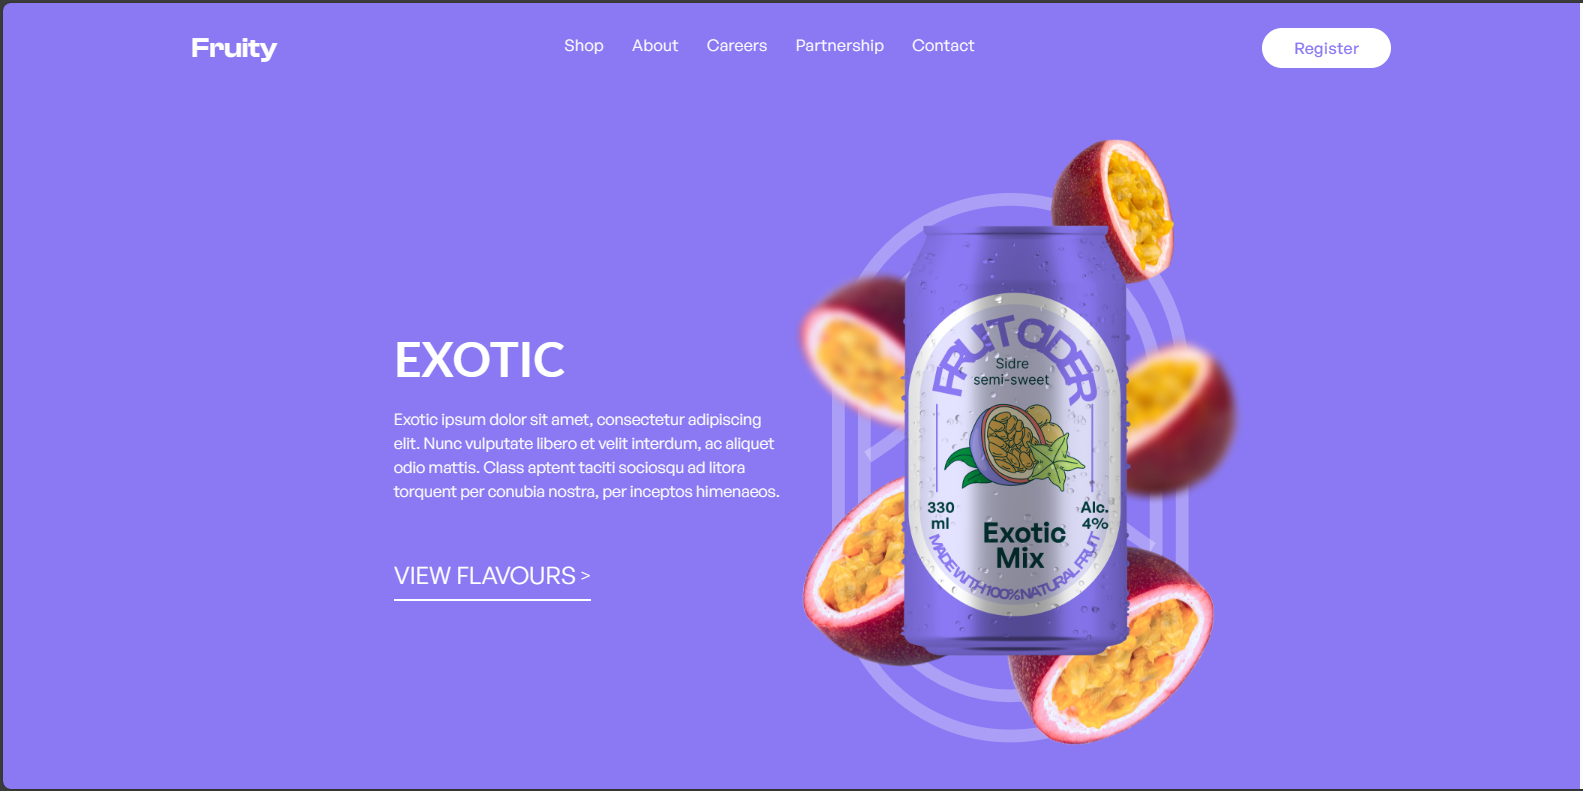 Fruity
Shop About Careers Partnership Contact
Register
EXOTIC
Exotic ipsum dolor sit amet, consectetur adipiscing
elit. Nunc vulputate libero et velit interdum, ac aliquet
odio mattis. Class aptent taciti sociosqu ad litora
torquent per conubia nostra, per inceptos himenaeos.
VIEW FLAVOURS >
FRUIT CIDER
Sidre
semi-sweet
330
ml
Alc.
4%
Exotic
Mix
MADE WITH 100% NATURAL FRUIT